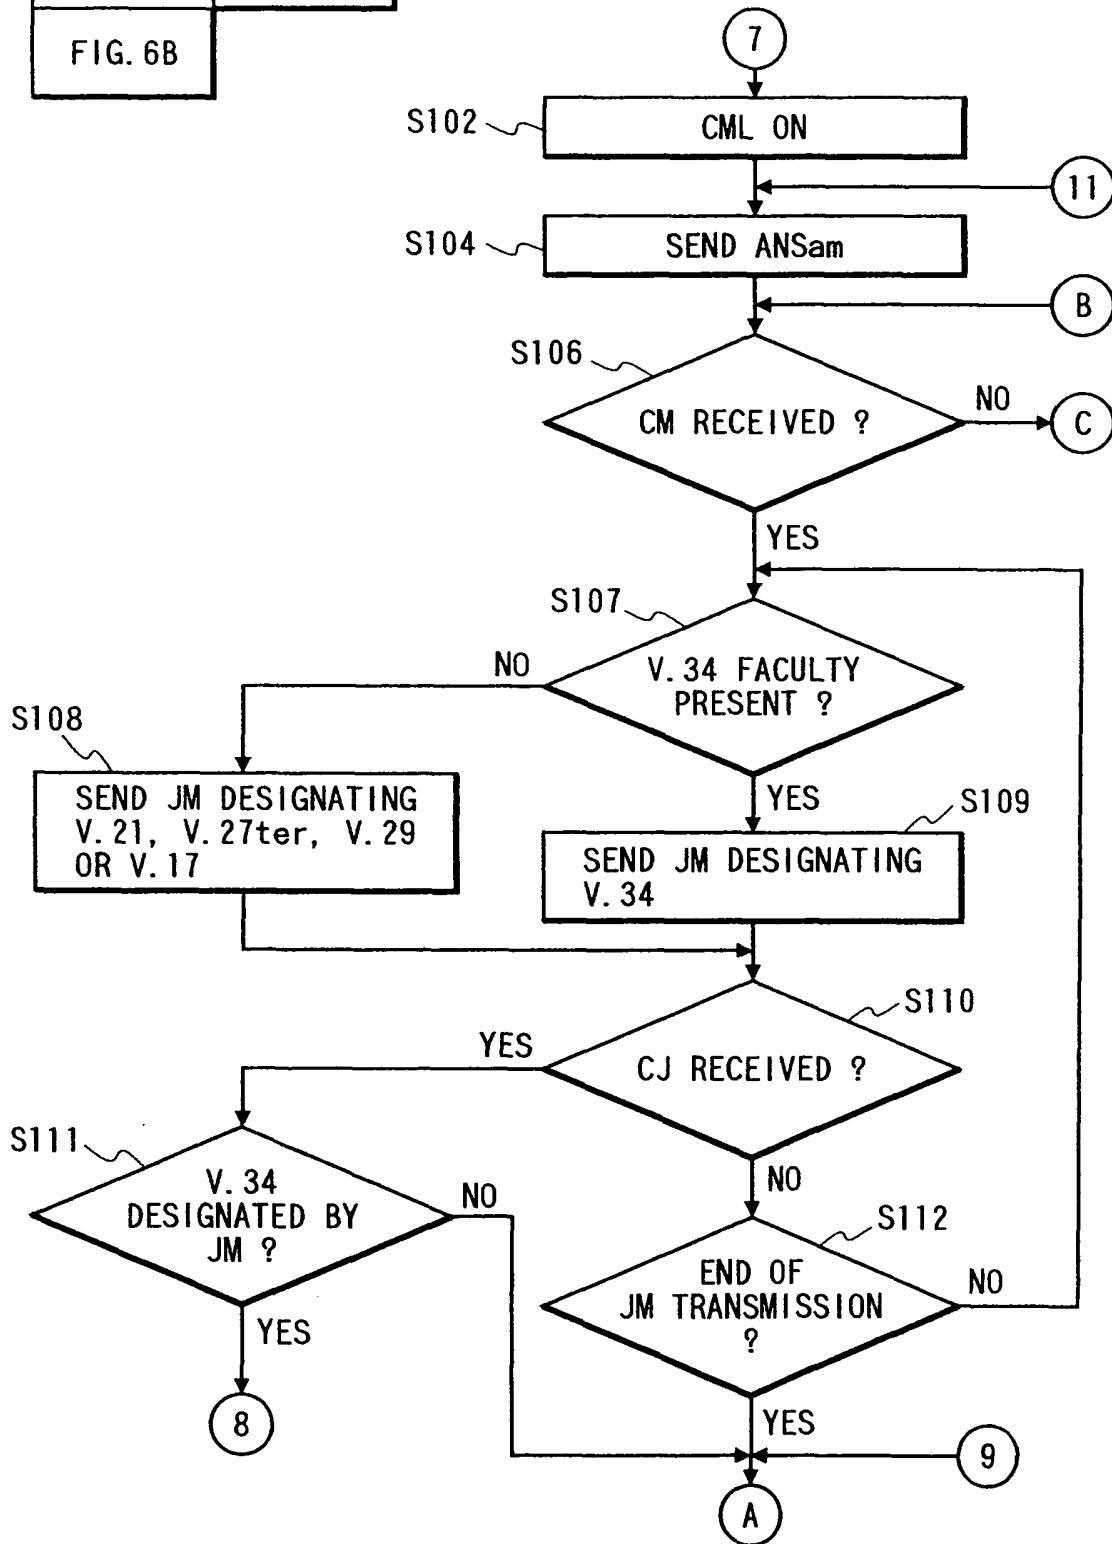 FIG. 6B
7
S102
CML ON
11
S104
SEND ANSam
B
S106
CM RECEIVED ?
NO
C
YES
S107
V.34 FACULTY
PRESENT ?
NO
S108
SEND JM DESIGNATING
V.21, V.27ter, V.29
OR V.17
YES
S109
SEND JM DESIGNATING
V.34
S110
CJ RECEIVED ?
YES
S111
V.34
DESIGNATED BY
JM ?
NO
NO
S112
END OF
JM TRANSMISSION
?
NO
YES
8
YES
9
A